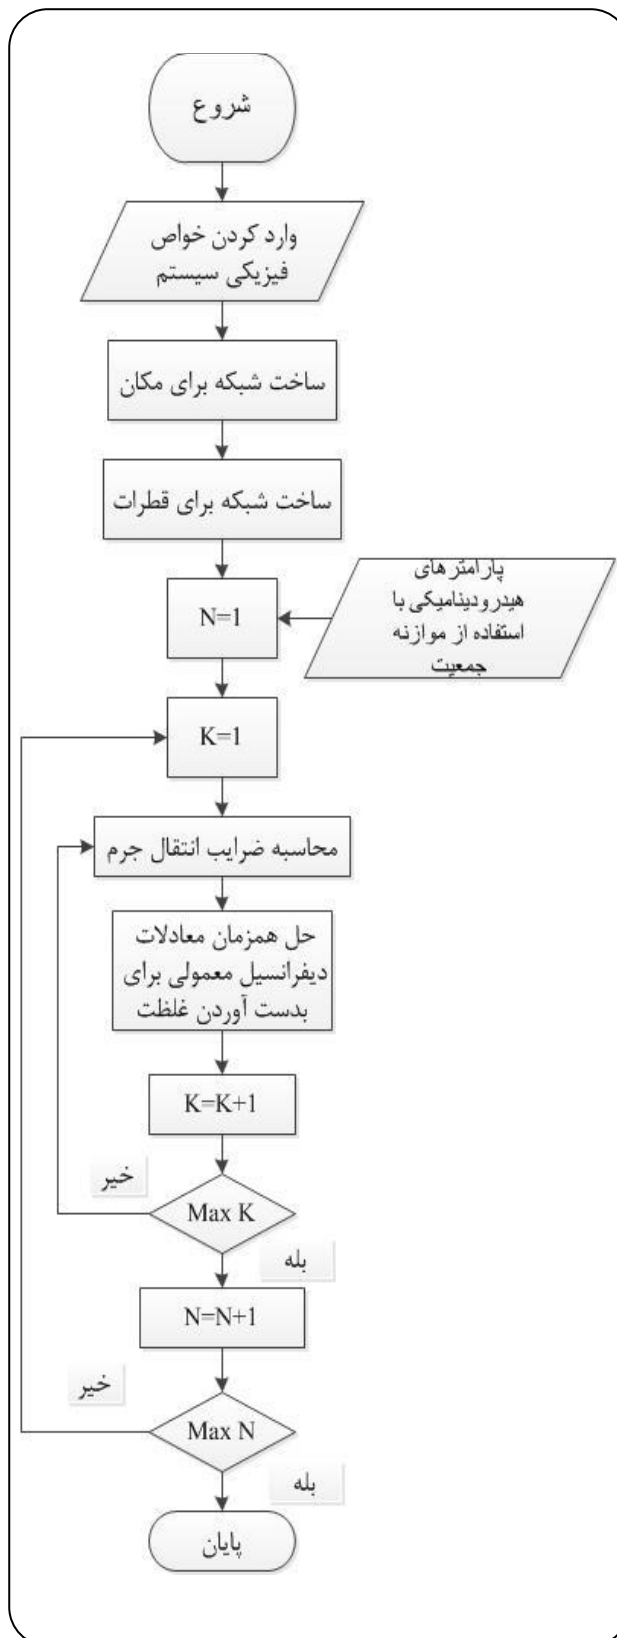 شروع
وارد کردن خواص
فیزیکی سیستم
ساخت شبکه برای مکان
ساخت شبکه برای قطرات
پارامترهای
هیدرودینامیکی با
استفاده از موازنه
جمعیت
N=1
K=1
محاسبه ضرایب انتقال جرم
حل همزمان معادلات
دیفرانسیل معمولی برای
بدست آوردن غلظت
K=K+1
خیر
Max K
بله
N=N+1
خیر
Max N
بله
پایان